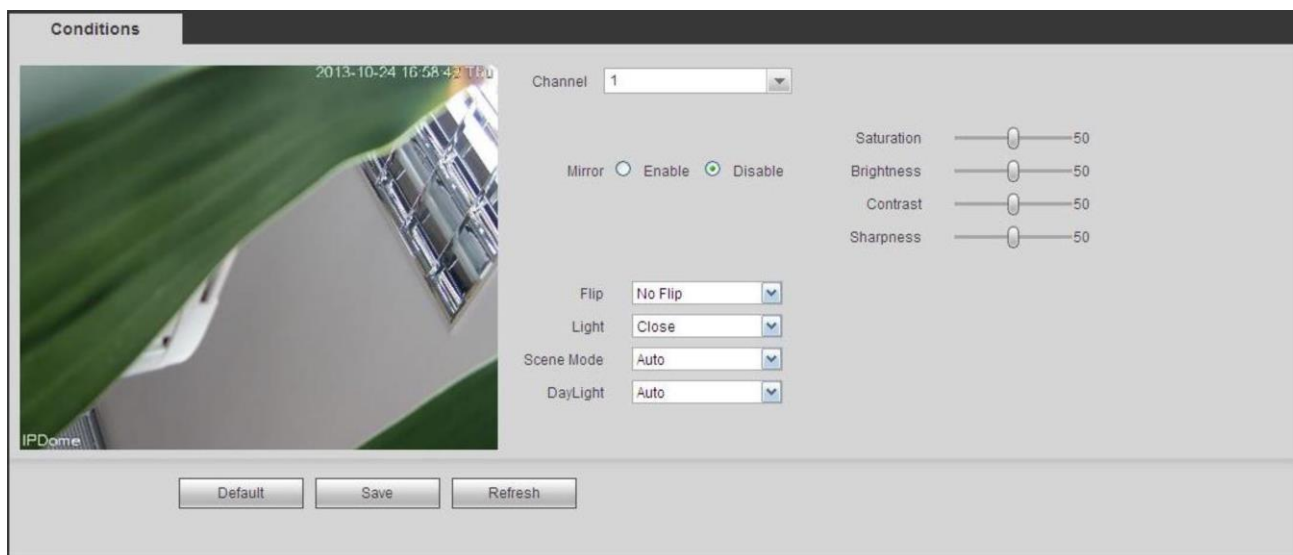 Conditions
2013-10-24 16:58:42 Thu
IPDome
Channel 1
Mirror Enable Disable
Saturation 50
Brightness 50
Contrast 50
Sharpness 50
Flip No Flip
Light Close
Scene Mode Auto
DayLight Auto
Default Save Refresh